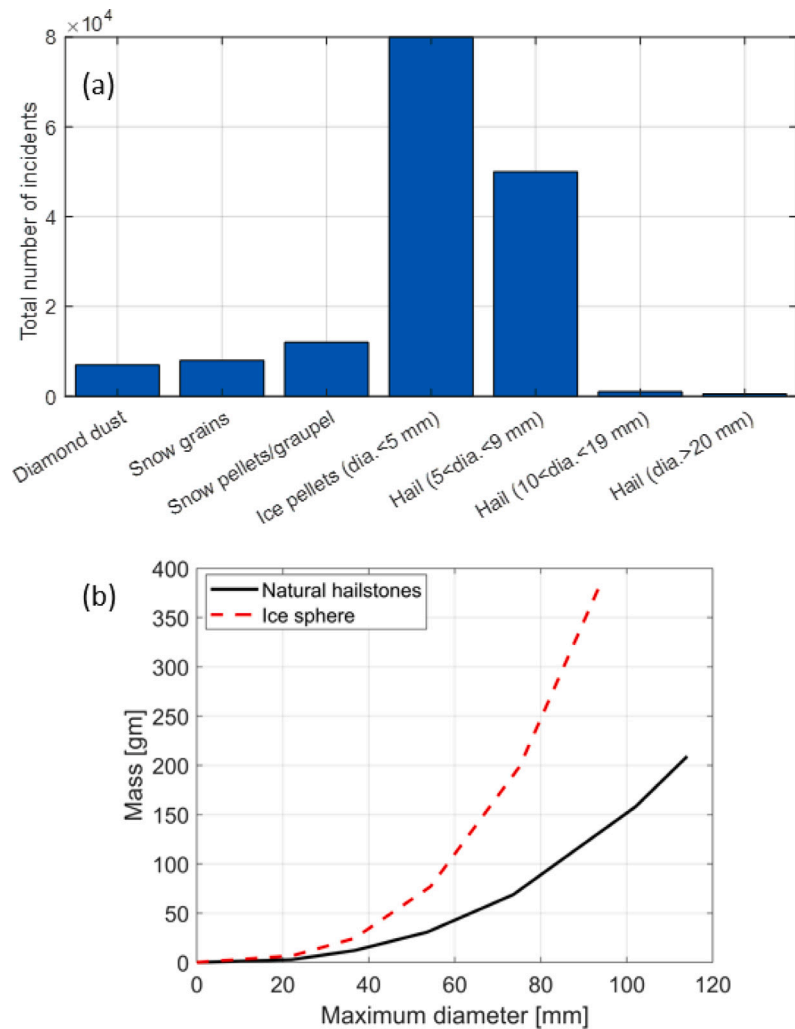 ×10⁴
(a)
8
6
4
2
0
Total number of incidents
Diamond dust
Snow grains
Snow pellets/graupel
Ice pellets (dia.<5 mm)
Hail (5<dia.<9 mm)
Hail (10<dia.<19 mm)
Hail (dia.>20 mm)
(b)
400
350
300
250
200
150
100
50
0
Mass [gm]
Natural hailstones
Ice sphere
0 20 40 60 80 100 120
Maximum diameter [mm]